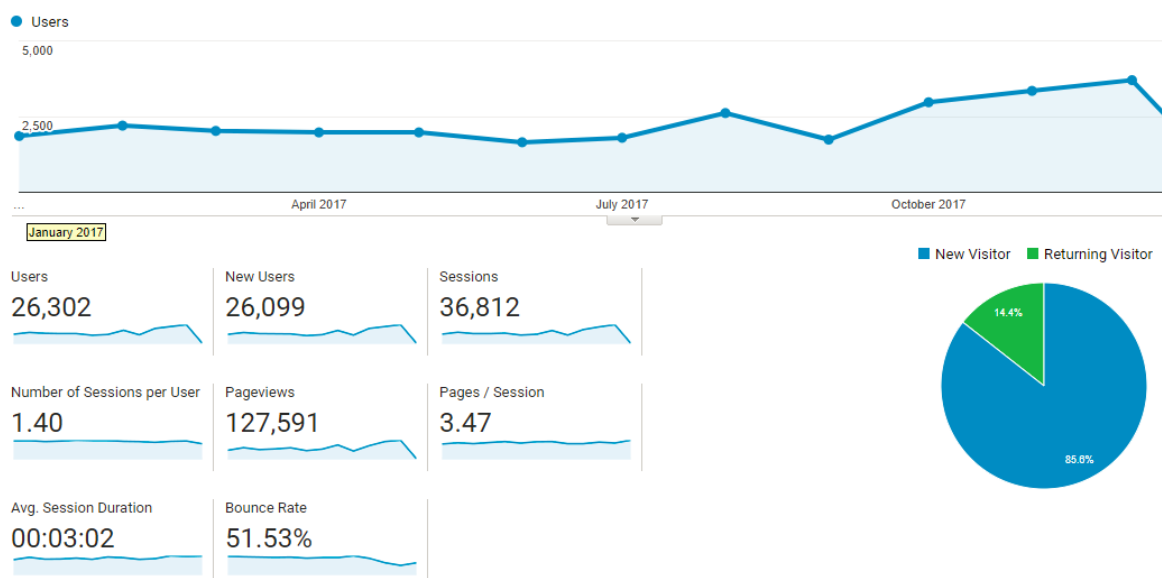 Users
5,000
2,500
...
April 2017
July 2017
October 2017
January 2017
New Visitor
Returning Visitor
Users
New Users
Sessions
26,302
26,099
36,812
Number of Sessions per User
Pageviews
Pages / Session
1.40
127,591
3.47
Avg. Session Duration
Bounce Rate
00:03:02
51.53%
14.4%
85.6%